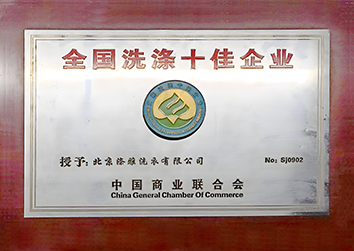 全国洗涤十佳企业
授予:北京洛雅洗衣有限公司 No: Sj0902
中国商业联合会
China General Chamber Of Commerce